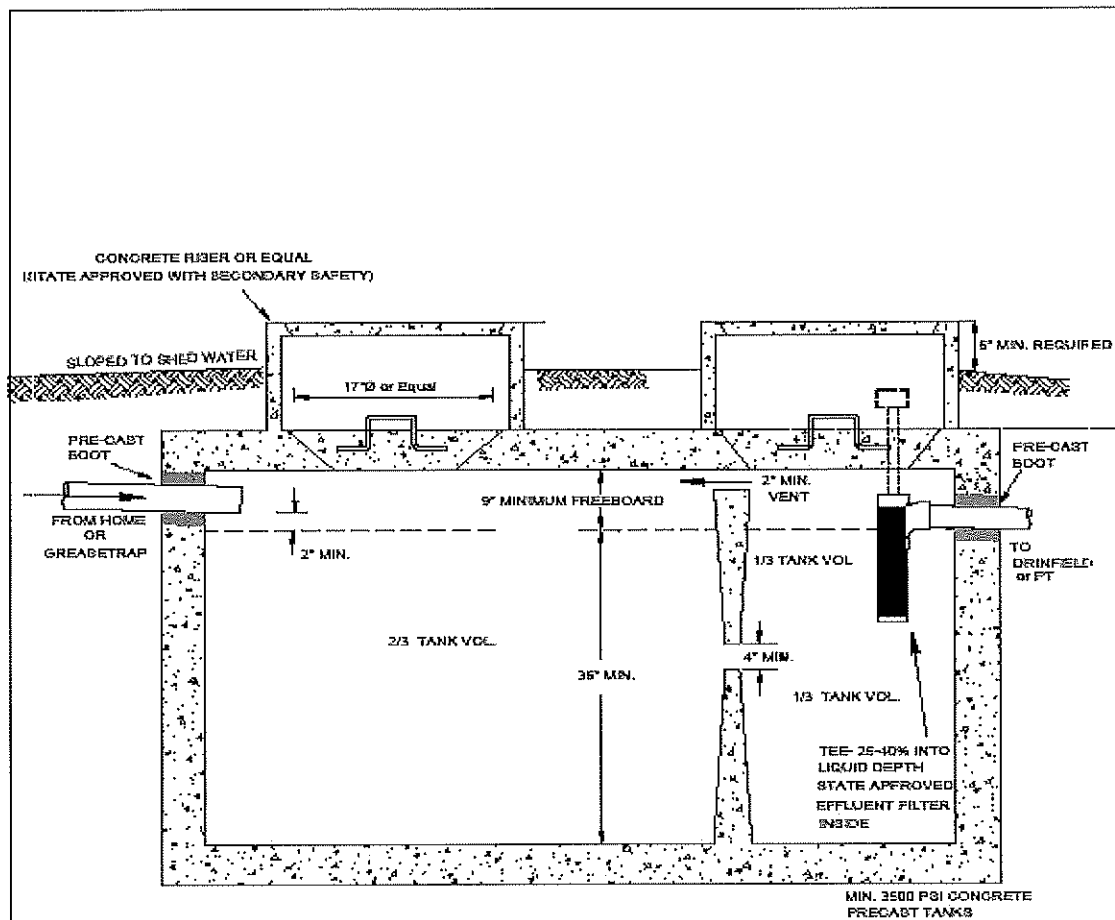 CONCRETE RISER OR EQUAL
(STATE APPROVED WITH SECONDARY SAFETY)
SLOPED TO SHED WATER
17"Ø or Equal
6" MIN. REQUIRED
PRE-CAST
BOOT
FROM HOME
OR
GREASETRAP
2" MIN.
9" MINIMUM FREEBOARD
2" MIN.
VENT
PRE-CAST
BOOT
TO
DRINFIELD
or PT
1/3 TANK VOL
2/3 TANK VOL.
36" MIN.
4" MIN.
1/3 TANK VOL.
TEE- 25-40% INTO
LIQUID DEPTH
STATE APPROVED
EFFLUENT FILTER
INSIDE
MIN. 3500 PSI CONCRETE
PRECAST TANKS